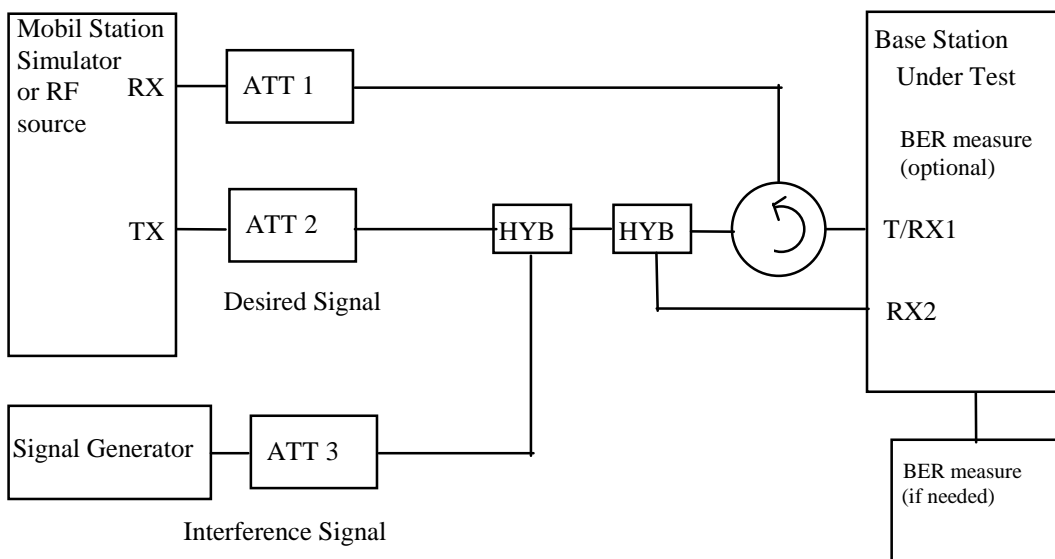 Mobil Station
Simulator
or RF
source
RX
TX
ATT 1
ATT 2
Desired Signal
HYB
HYB
Base Station
Under Test
BER measure
(optional)
T/RX1
RX2
Signal Generator
ATT 3
Interference Signal
BER measure
(if needed)